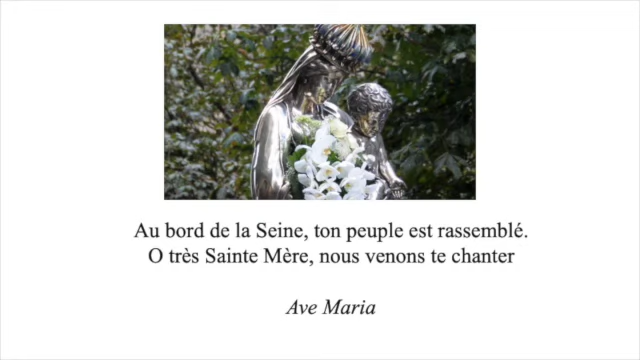 Au bord de la Seine, ton peuple est rassemblé.
O très Sainte Mère, nous venons te chanter
Ave Maria